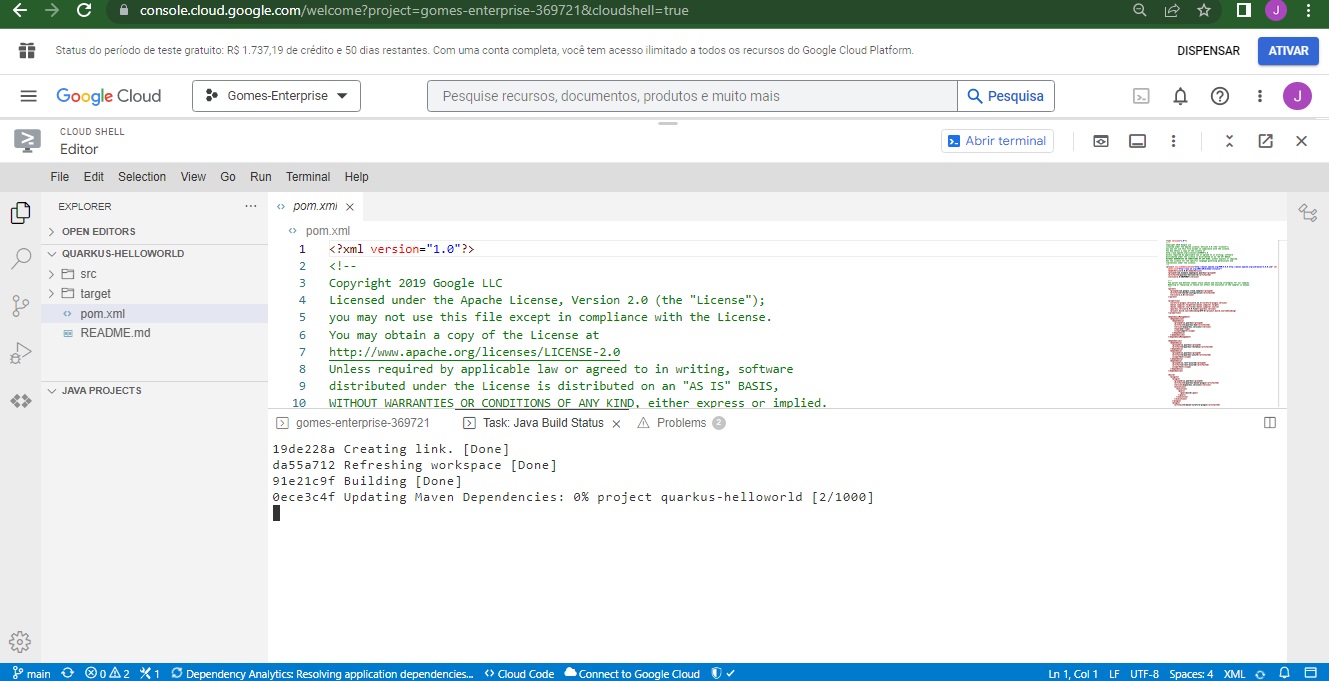 console.cloud.google.com/welcome?project=gomes-enterprise-369721&cloudshell=true
J
Status do período de teste gratuito: R$ 1.737,19 de crédito e 50 dias restantes. Com uma conta completa, você tem acesso ilimitado a todos os recursos do Google Cloud Platform.
DISPENSAR
ATIVAR
Google Cloud
Gomes-Enterprise
Pesquise recursos, documentos, produtos e muito mais
Pesquisa
J
CLOUD SHELL
Editor
Abrir terminal
File Edit Selection View Go Run Terminal Help
EXPLORER
OPEN EDITORS
QUARKUS-HELLOWORLD
src
target
pom.xml
README.md
JAVA PROJECTS
pom.xml
pom.xml
1 <?xml version="1.0"?>
2 <!--
3 Copyright 2019 Google LLC
4 Licensed under the Apache License, Version 2.0 (the "License");
5 you may not use this file except in compliance with the License.
6 You may obtain a copy of the License at
7 http://www.apache.org/licenses/LICENSE-2.0
8 Unless required by applicable law or agreed to in writing, software
9 distributed under the License is distributed on an "AS IS" BASIS,
10 WITHOUT WARRANTIES OR CONDITIONS OF ANY KIND, either express or implied.
gomes-enterprise-369721
Task: Java Build Status
Problems 2
19de228a Creating link. [Done]
da55a712 Refreshing workspace [Done]
91e21c9f Building [Done]
0ece3c4f Updating Maven Dependencies: 0% project quarkus-helloworld [2/1000]
main 0 2 1 Dependency Analytics: Resolving application dependencies... Cloud Code Connect to Google Cloud Ln 1, Col 1 LF UTF-8 Spaces: 4 XML